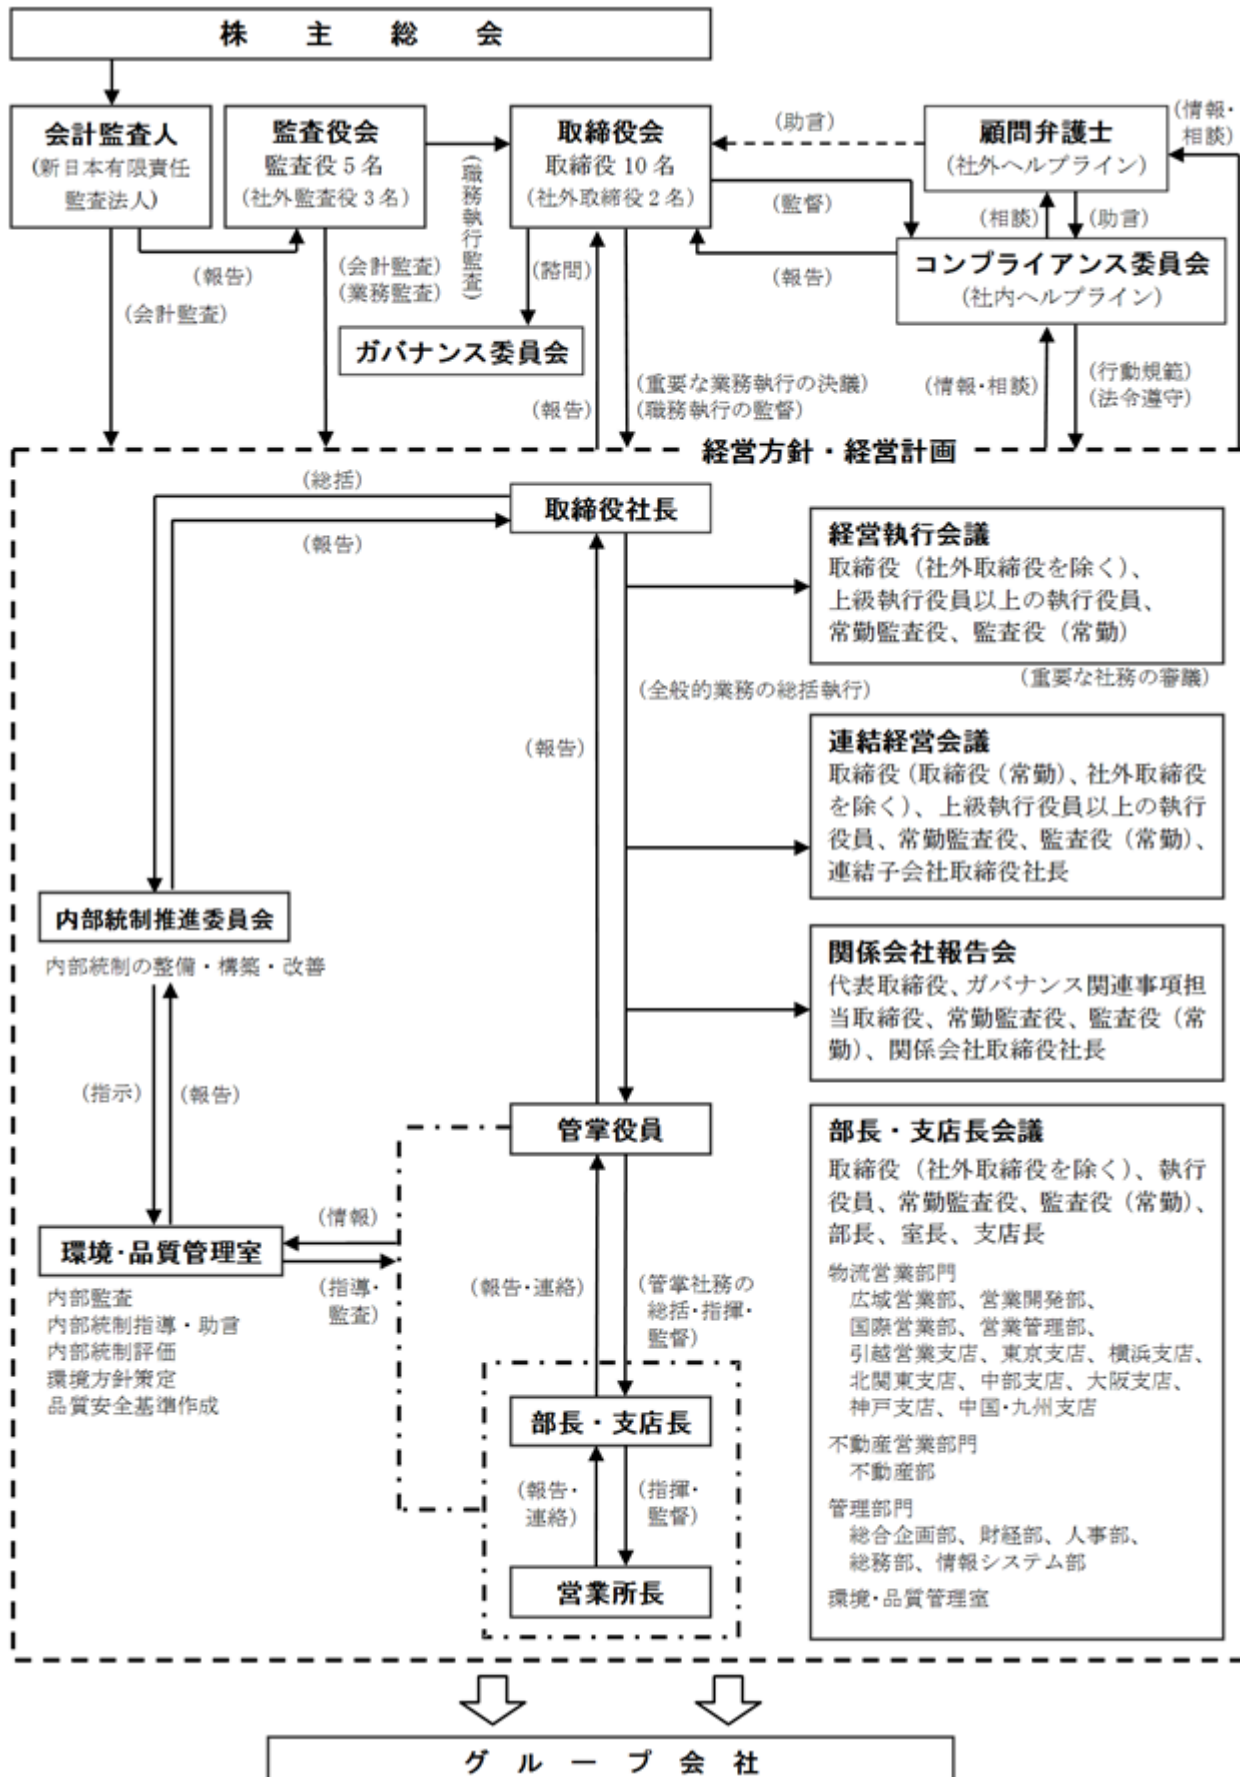 株主総会
会計監査人
(新日本有限責任
監査法人)
監査役会
監査役5名
(社外監査役3名)
取締役会
取締役10名
(社外取締役2名)
(助言)
顧問弁護士
(社外ヘルプライン)
(情報・
相談)
(職務執行監査)
(監督)
(相談)
(助言)
(報告)
(会計監査)
(会計監査)
(業務監査)
(諮問)
(報告)
コンプライアンス委員会
(社内ヘルプライン)
ガバナンス委員会
(報告)
(重要な業務執行の決議)
(職務執行の監督)
(情報・相談)
(行動規範)
(法令遵守)
経営方針・経営計画
(総括)
(報告)
取締役社長
経営執行会議
取締役(社外取締役を除く)、
上級執行役員以上の執行役員、
常勤監査役、監査役(常勤)
(重要な社務の審議)
(全般的業務の総括執行)
(報告)
連結経営会議
取締役(取締役(常勤)、社外取締役
を除く)、上級執行役員以上の執行
役員、常勤監査役、監査役(常勤)、
連結子会社取締役社長
内部統制推進委員会
内部統制の整備・構築・改善
関係会社報告会
代表取締役、ガバナンス関連事項担
当取締役、常勤監査役、監査役(常
勤)、関係会社取締役社長
(指示)
(報告)
管掌役員
部長・支店長会議
取締役(社外取締役を除く)、執行
役員、常勤監査役、監査役(常勤)、
部長、室長、支店長
物流営業部門
広域営業部、営業開発部、
国際営業部、営業管理部、
引越営業支店、東京支店、横浜支店、
北関東支店、中部支店、大阪支店、
神戸支店、中国・九州支店
不動産営業部門
不動産部
管理部門
総合企画部、財経部、人事部、
総務部、情報システム部
環境・品質管理室
環境・品質管理室
内部監査
内部統制指導・助言
内部統制評価
環境方針策定
品質安全基準作成
(情報)
(指導・
監査)
(報告・連絡)
(管掌社務の
総括・指揮・
監督)
部長・支店長
(報告・
連絡)
(指揮・
監督)
営業所長
グループ会社